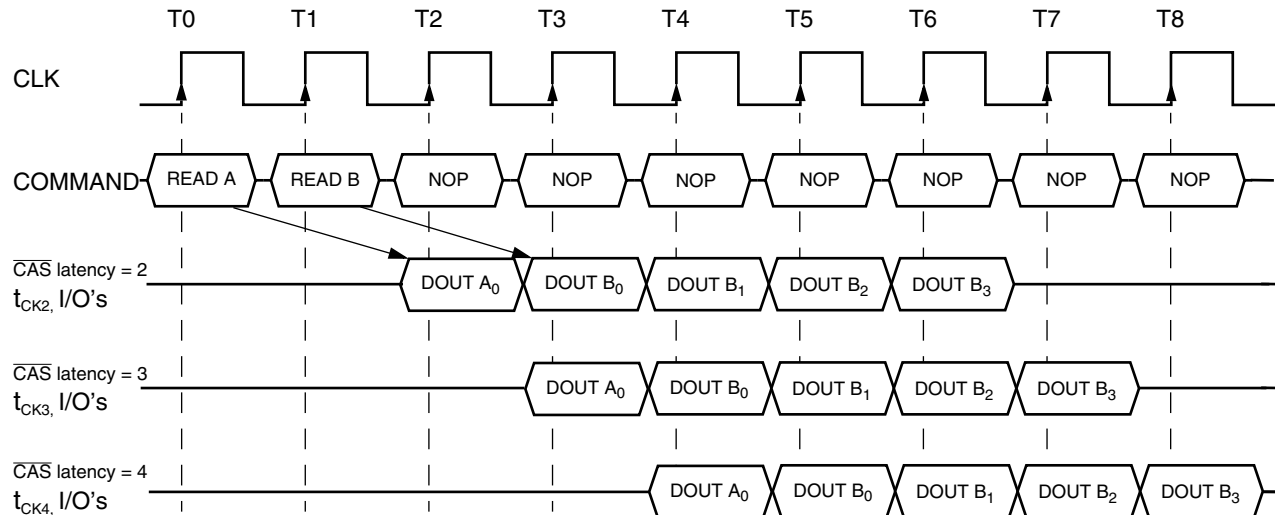 T0 T1 T2 T3 T4 T5 T6 T7 T8
CLK
COMMAND READ A READ B NOP NOP NOP NOP NOP NOP NOP
CAS latency = 2
tCK2, I/O's DOUT A0 DOUT B0 DOUT B1 DOUT B2 DOUT B3
CAS latency = 3
tCK3, I/O's DOUT A0 DOUT B0 DOUT B1 DOUT B2 DOUT B3
CAS latency = 4
tCK4, I/O's DOUT A0 DOUT B0 DOUT B1 DOUT B2 DOUT B3